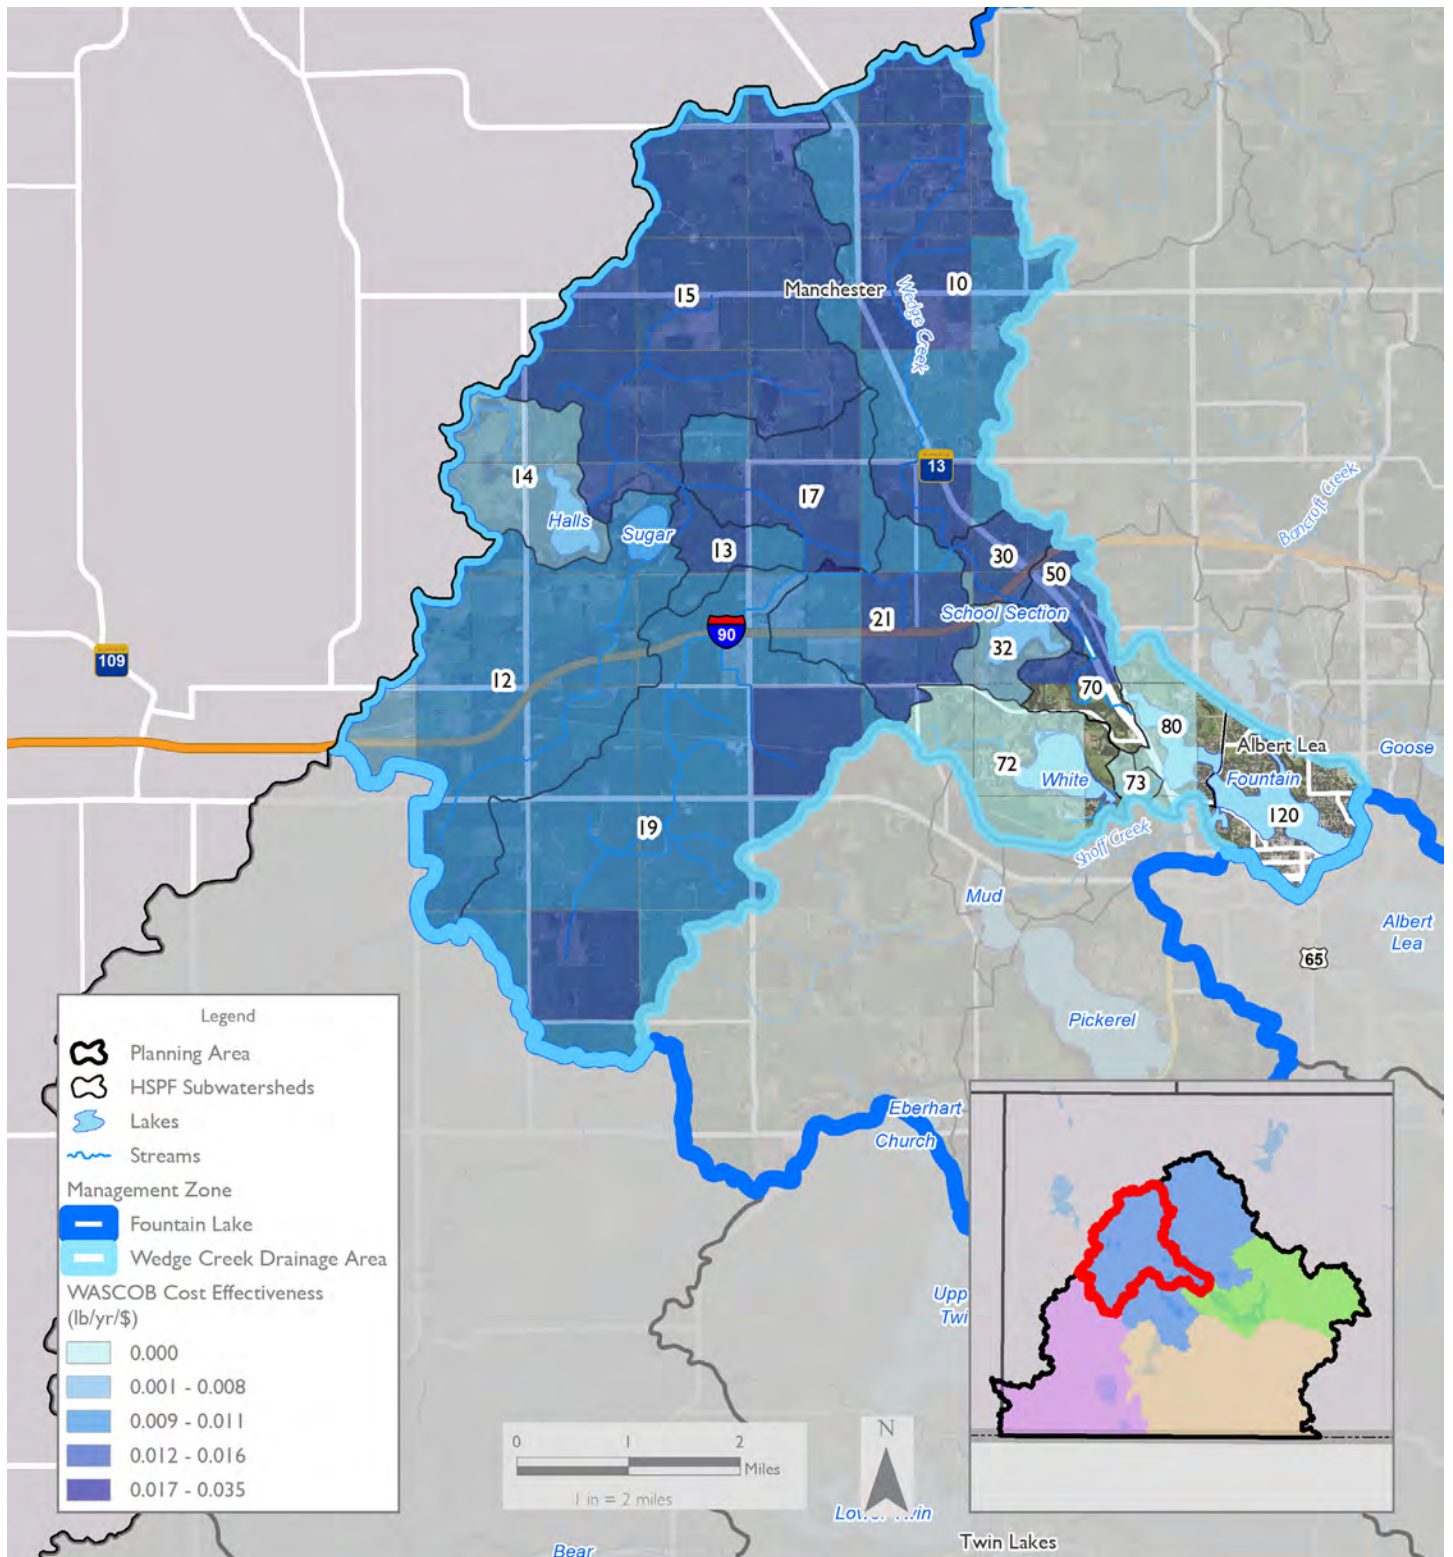 15
Manchester
10
Wedge Creek
13
14
Halls
Sugar
17
13
Bancroft Creek
30
50
School Section
21
90
32
109
12
70
80
72
White
73
Albert Lea
Fountain
Goose
120
19
Shoff Creek
Mud
Albert
Lea
65
Pickerel
Eberhart
Church
Upp
Twi
Legend
Planning Area
HSPF Subwatersheds
Lakes
Streams
Management Zone
Fountain Lake
Wedge Creek Drainage Area
WASCOB Cost Effectiveness
(lb/yr/$)
0.000
0.001 - 0.008
0.009 - 0.011
0.012 - 0.016
0.017 - 0.035
0 1 2
Miles
1 in = 2 miles
N
Lower Twin
Twin Lakes
Bear